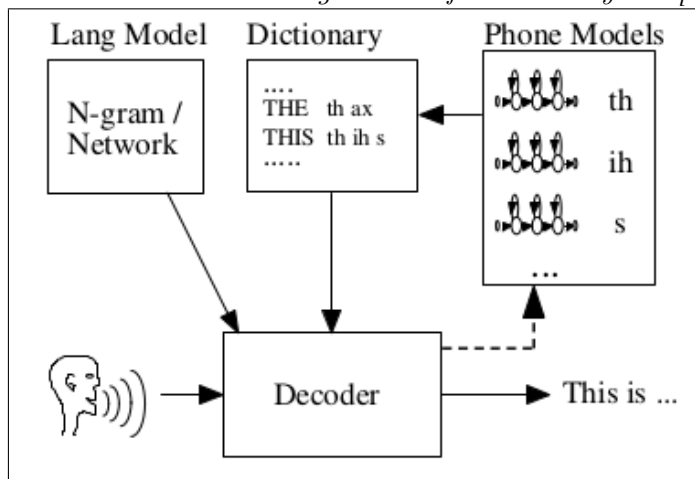 Lang Model
N-gram /
Network
Dictionary
....
THE th ax
THIS th ih s
.....
Phone Models
th
ih
s
...
Decoder
This is ...